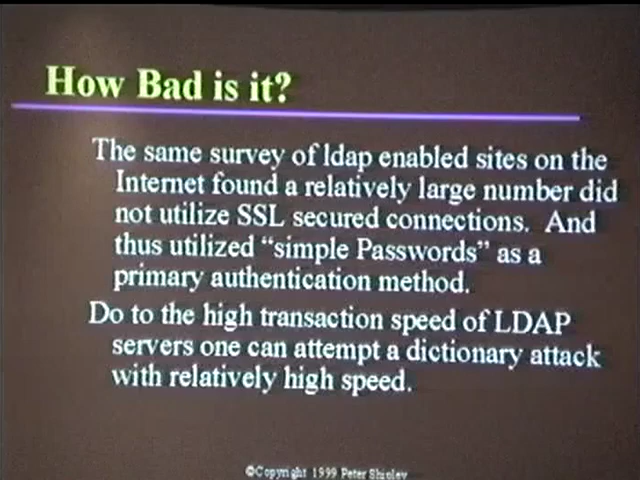 How Bad is it?
The same survey of ldap enabled sites on the
Internet found a relatively large number did
not utilize SSL secured connections. And
thus utilized “simple Passwords” as a
primary authentication method.
Do to the high transaction speed of LDAP
servers one can attempt a dictionary attack
with relatively high speed.
©Copyright 1999 Peter Shipley